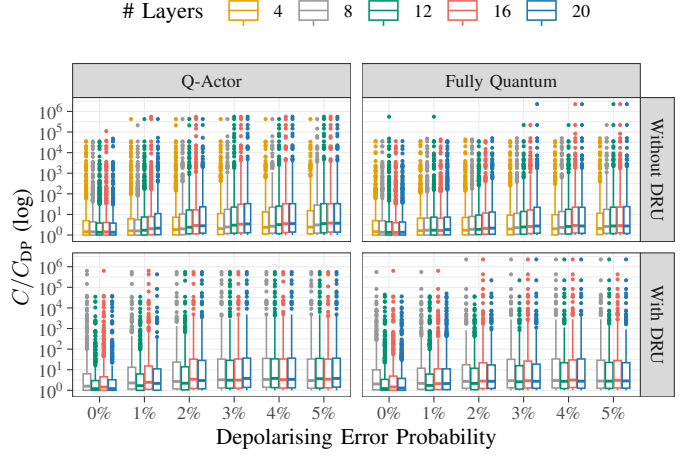 # Layers 4 8 12 16 20
Q-Actor Fully Quantum
10⁶
10⁵
10⁴
10³
10²
10¹
10⁰
Without DRU
10⁶
10⁵
10⁴
10³
10²
10¹
10⁰
With DRU
C/C_DP (log)
0% 1% 2% 3% 4% 5% 0% 1% 2% 3% 4% 5%
Depolarising Error Probability